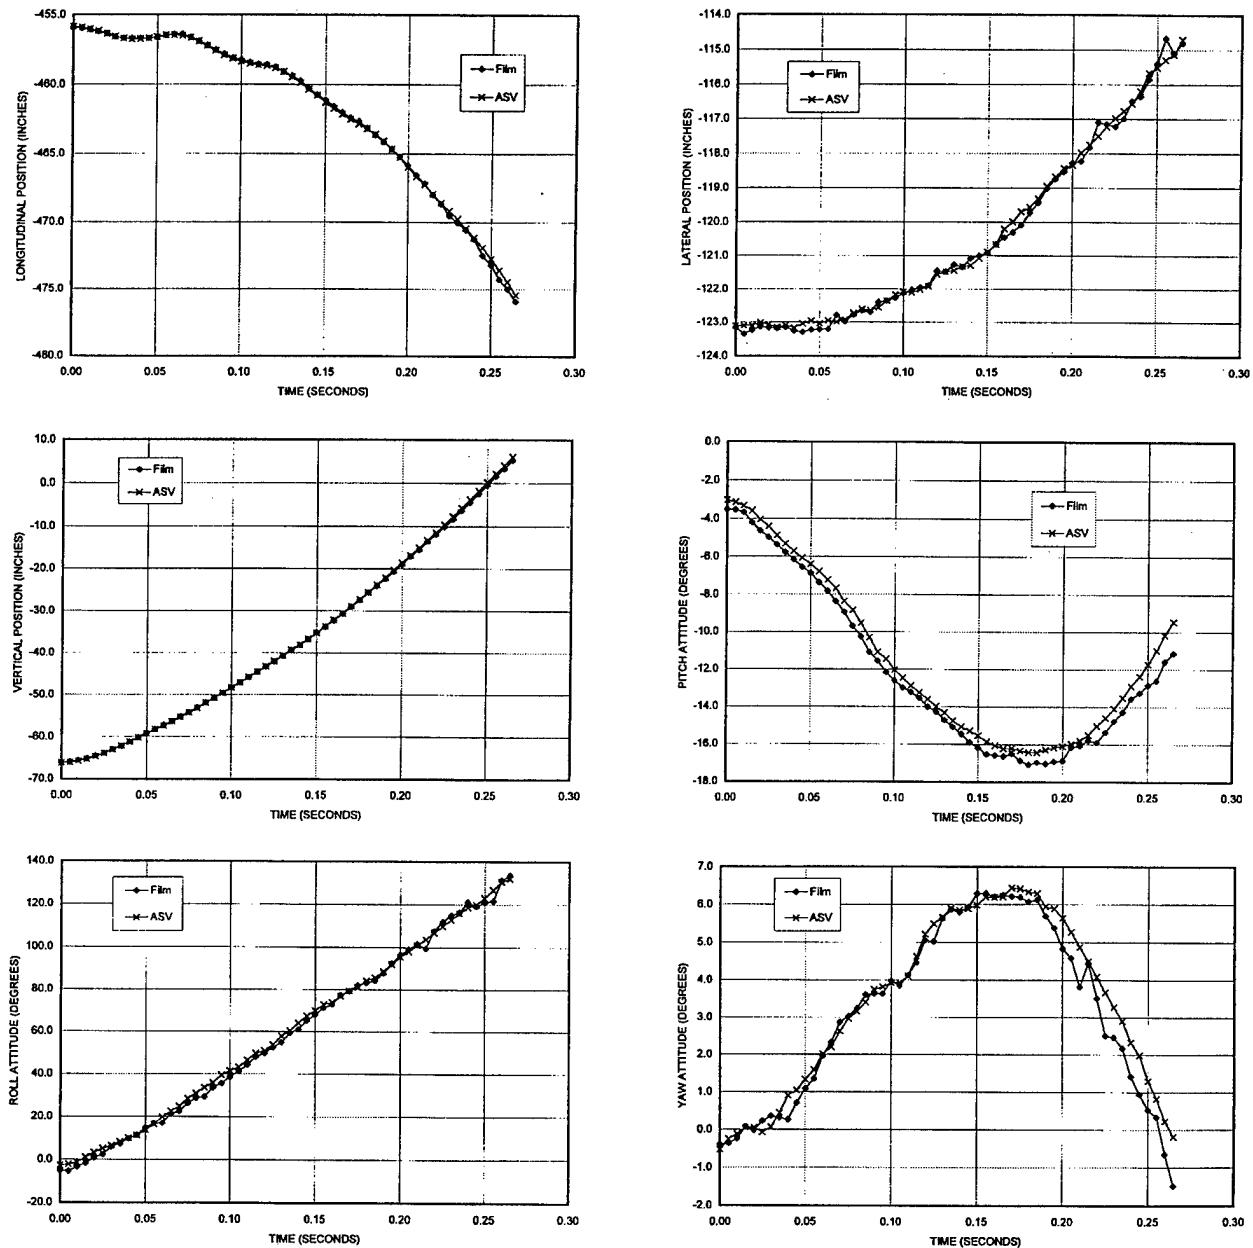 LONGITUDINAL POSITION (INCHES)
-455.0
-460.0
-465.0
-470.0
-475.0
-480.0
Film
ASV
0.00 0.05 0.10 0.15 0.20 0.25 0.30
TIME (SECONDS)
LATERAL POSITION (INCHES)
-114.0
-115.0
-116.0
-117.0
-118.0
-119.0
-120.0
-121.0
-122.0
-123.0
-124.0
Film
ASV
0.00 0.05 0.10 0.15 0.20 0.25 0.30
TIME (SECONDS)
VERTICAL POSITION (INCHES)
10.0
0.0
-10.0
-20.0
-30.0
-40.0
-50.0
-60.0
-70.0
Film
ASV
0.00 0.05 0.10 0.15 0.20 0.25 0.30
TIME (SECONDS)
PITCH ATTITUDE (DEGREES)
0.0
-2.0
-4.0
-6.0
-8.0
-10.0
-12.0
-14.0
-16.0
-18.0
Film
ASV
0.00 0.05 0.10 0.15 0.20 0.25 0.30
TIME (SECONDS)
ROLL ATTITUDE (DEGREES)
140.0
120.0
100.0
80.0
60.0
40.0
20.0
0.0
-20.0
Film
ASV
0.00 0.05 0.10 0.15 0.20 0.25 0.30
TIME (SECONDS)
YAW ATTITUDE (DEGREES)
7.0
6.0
5.0
4.0
3.0
2.0
1.0
0.0
-1.0
-2.0
Film
ASV
0.00 0.05 0.10 0.15 0.20 0.25 0.30
TIME (SECONDS)